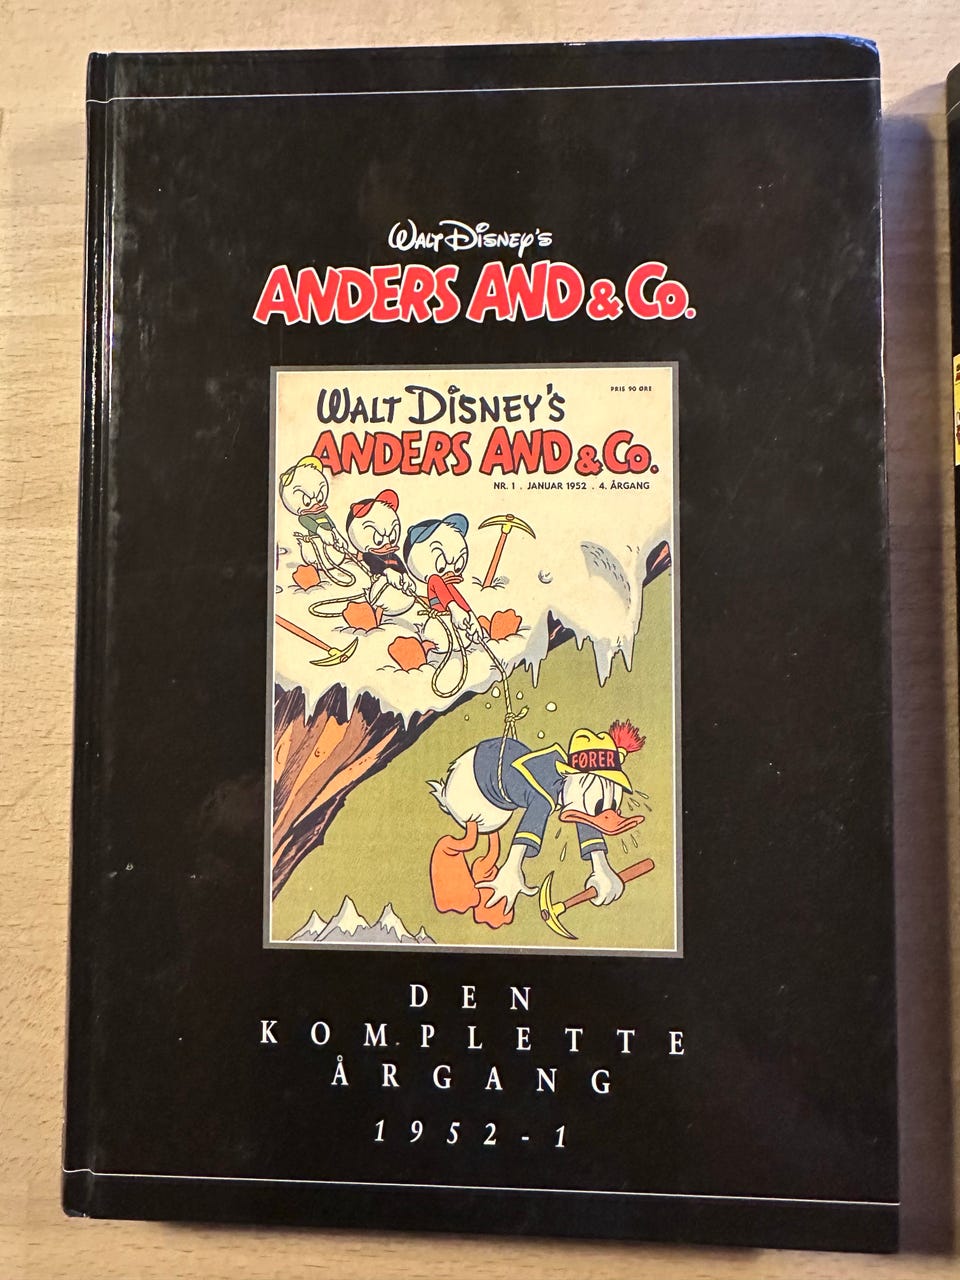 WALT DISNEY'S
ANDERS AND & CO.
PRIS 90 ØRE
WALT DISNEY'S
ANDERS AND & CO.
NR. 1 . JANUAR 1952 . 4. ÅRGANG
FØRER
DEN
KOMPLETTE
ÅRGANG
1952-1